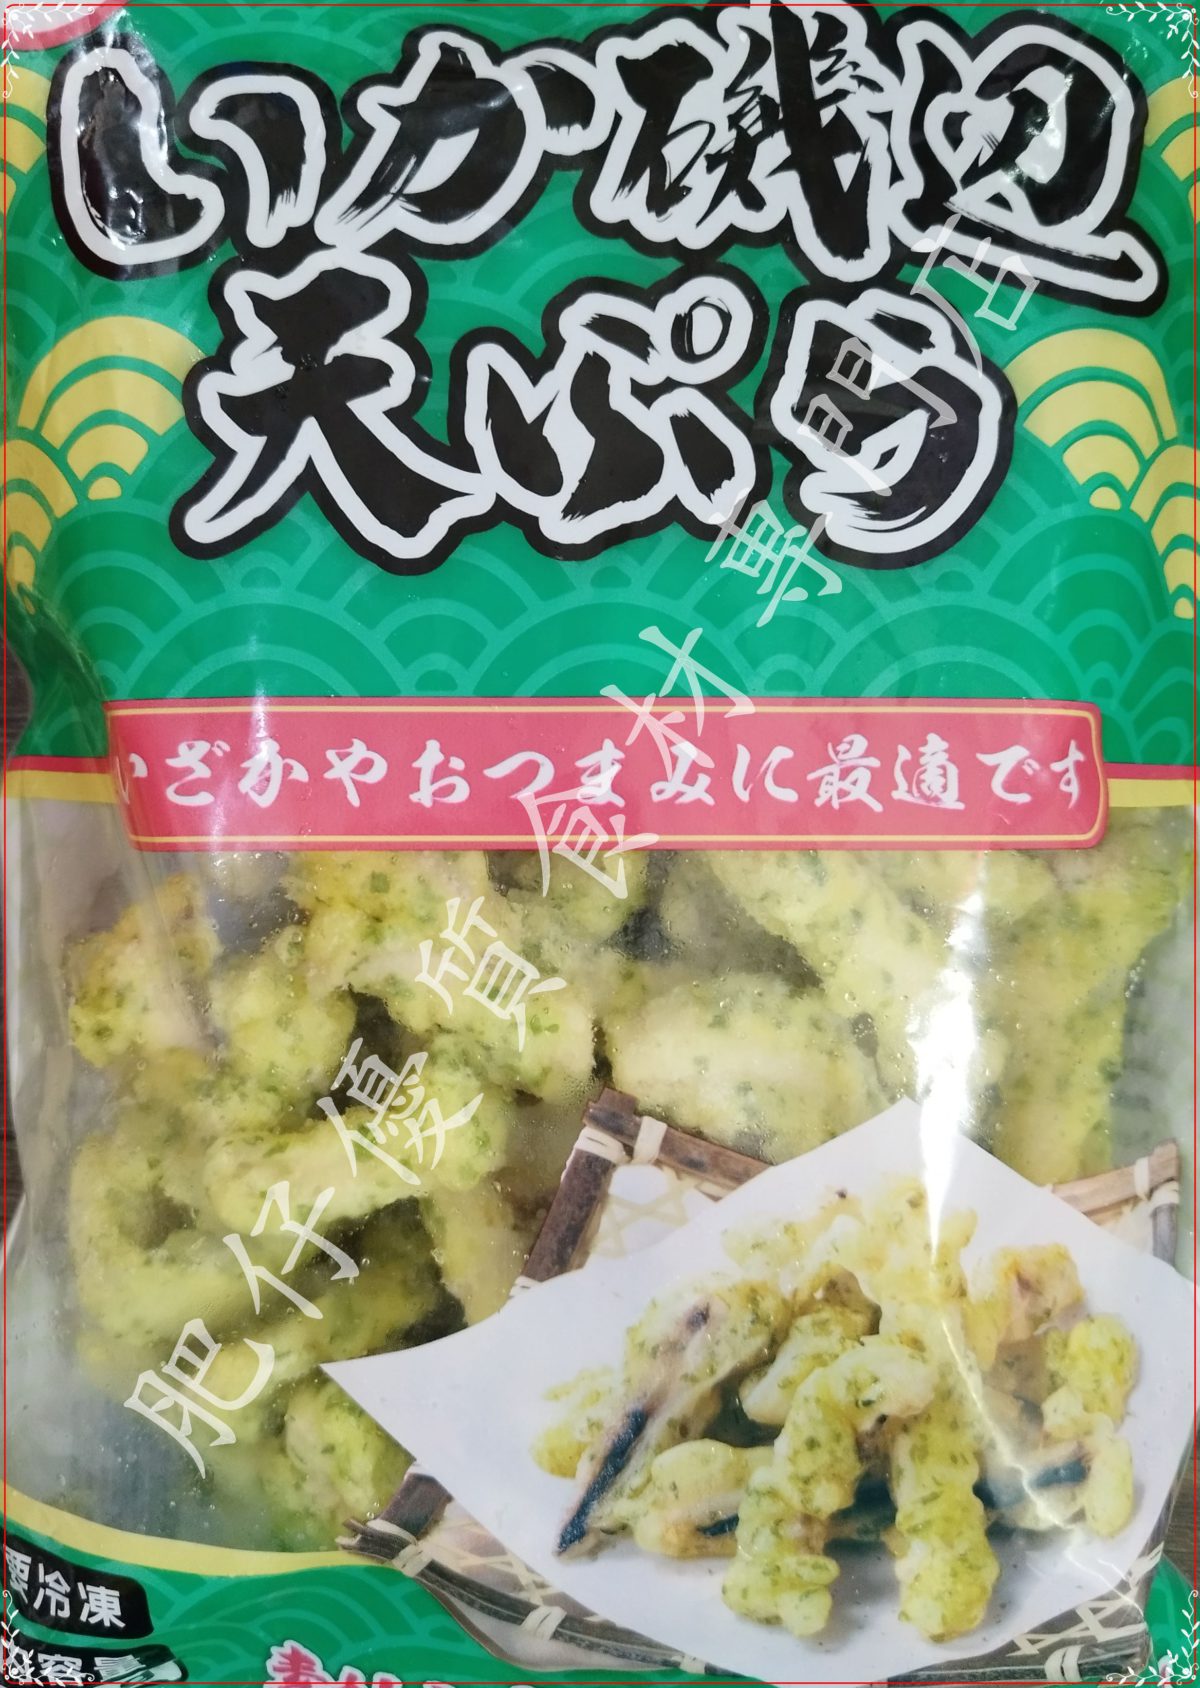 いか磯辺
天ぷら
いざかやおつまみに最適です
肥仔優質食材專門店
要冷凍